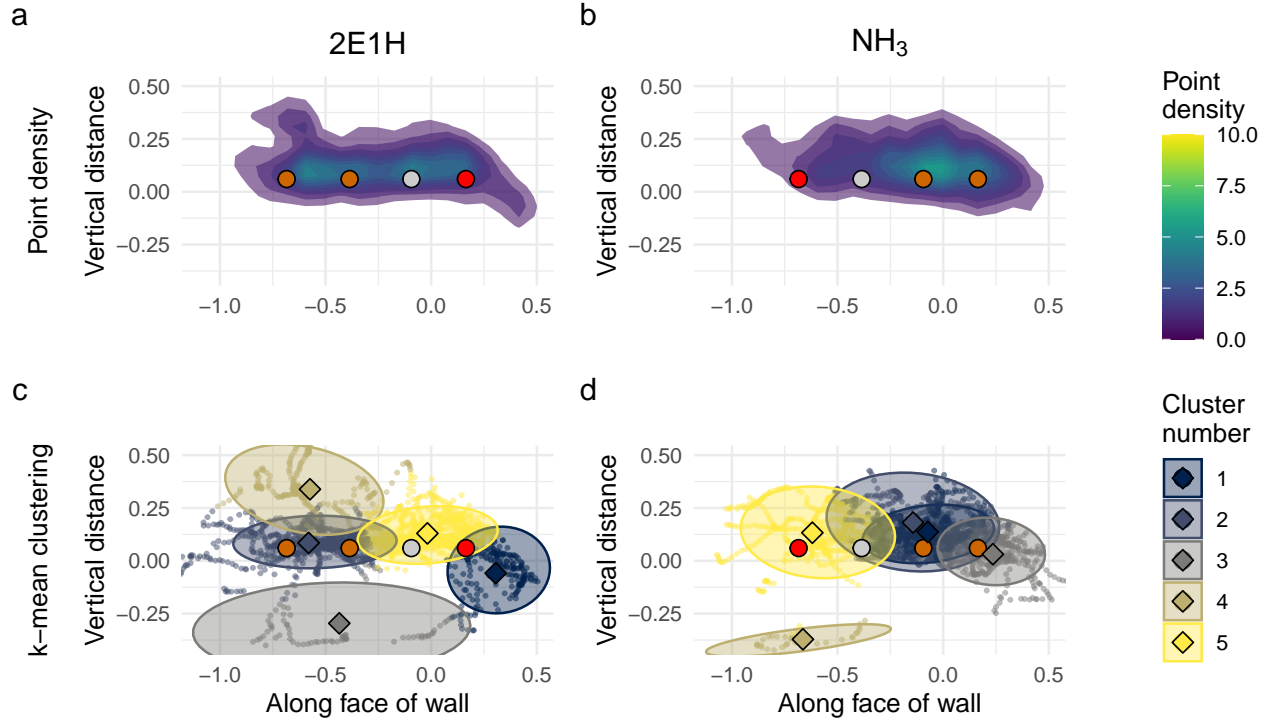 a
b
2E1H
NH₃
Point density
Vertical distance
0.50
0.25
0.00
−0.25
−1.0 −0.5 0.0 0.5
Vertical distance
0.50
0.25
0.00
−0.25
−1.0 −0.5 0.0 0.5
Point
density
10.0
7.5
5.0
2.5
0.0
c
d
k−mean clustering
Vertical distance
0.50
0.25
0.00
−0.25
−1.0 −0.5 0.0 0.5
Along face of wall
Vertical distance
0.50
0.25
0.00
−0.25
−1.0 −0.5 0.0 0.5
Along face of wall
Cluster
number
1
2
3
4
5